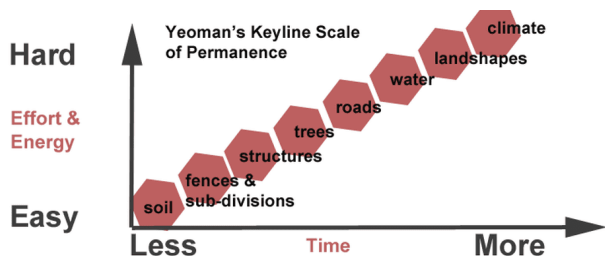 Yeoman's Keyline Scale
of Permanence
Hard
Effort &
Energy
Easy
climate
landshapes
water
roads
trees
structures
fences &
sub-divisions
soil
Less
Time
More